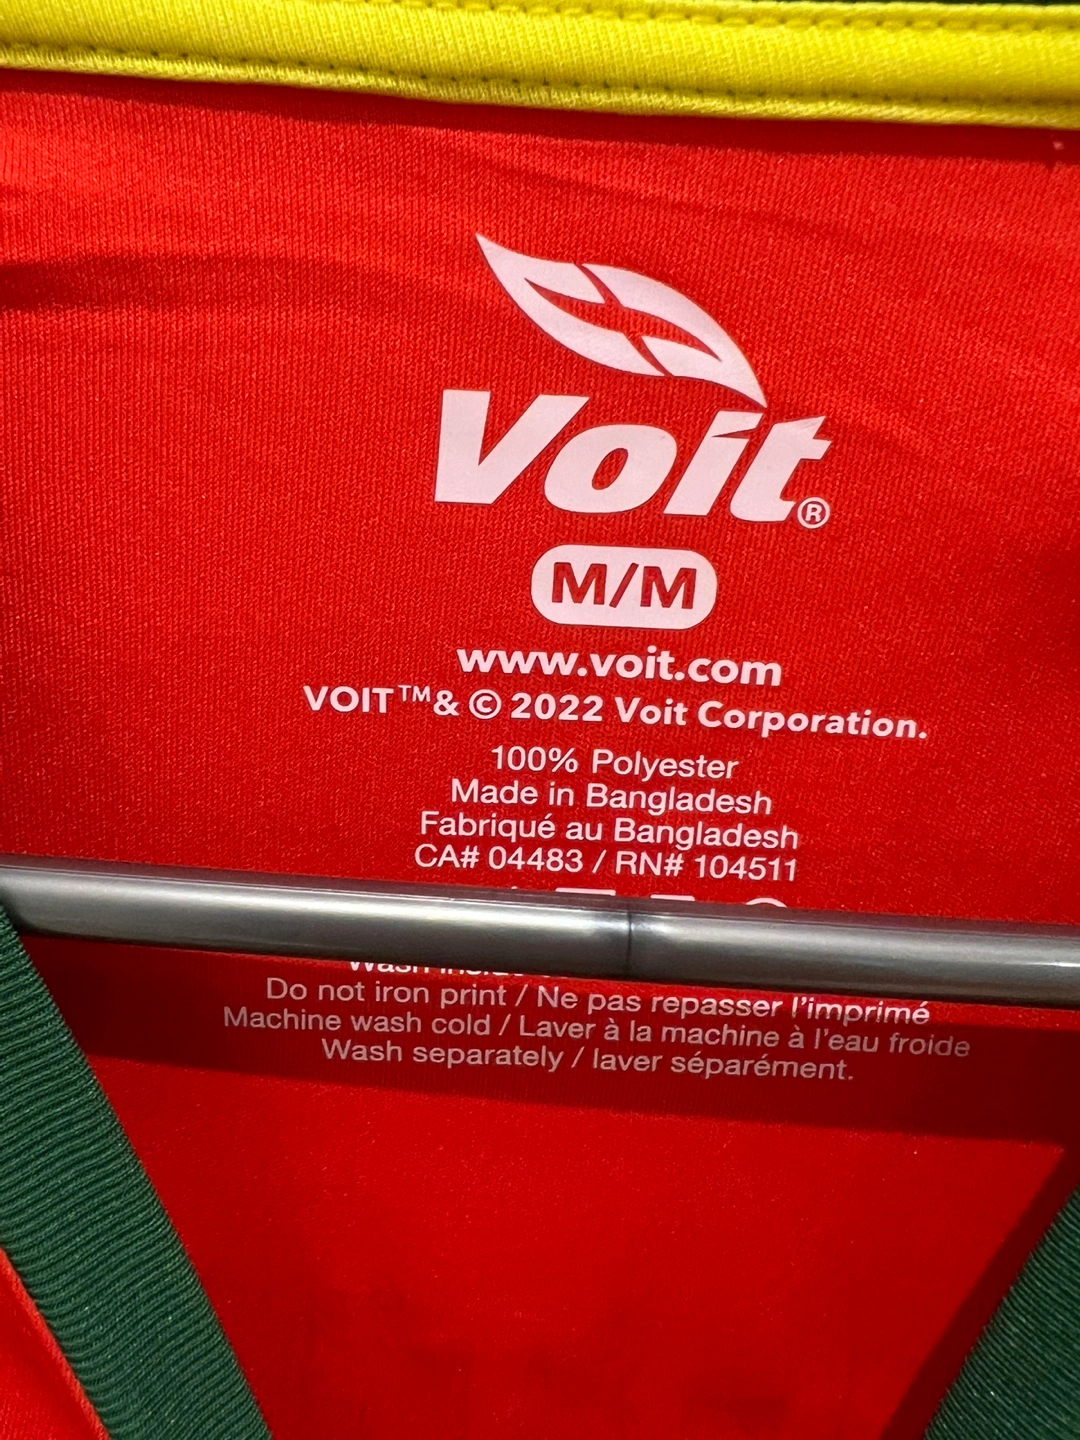 Voit®
M/M
www.voit.com
VOIT™& © 2022 Voit Corporation.
100% Polyester
Made in Bangladesh
Fabriqué au Bangladesh
CA# 04483 / RN# 104511
Wash
Do not iron print / Ne pas repasser l'imprimé
Machine wash cold / Laver à la machine à l'eau froide
Wash separately / laver séparément.